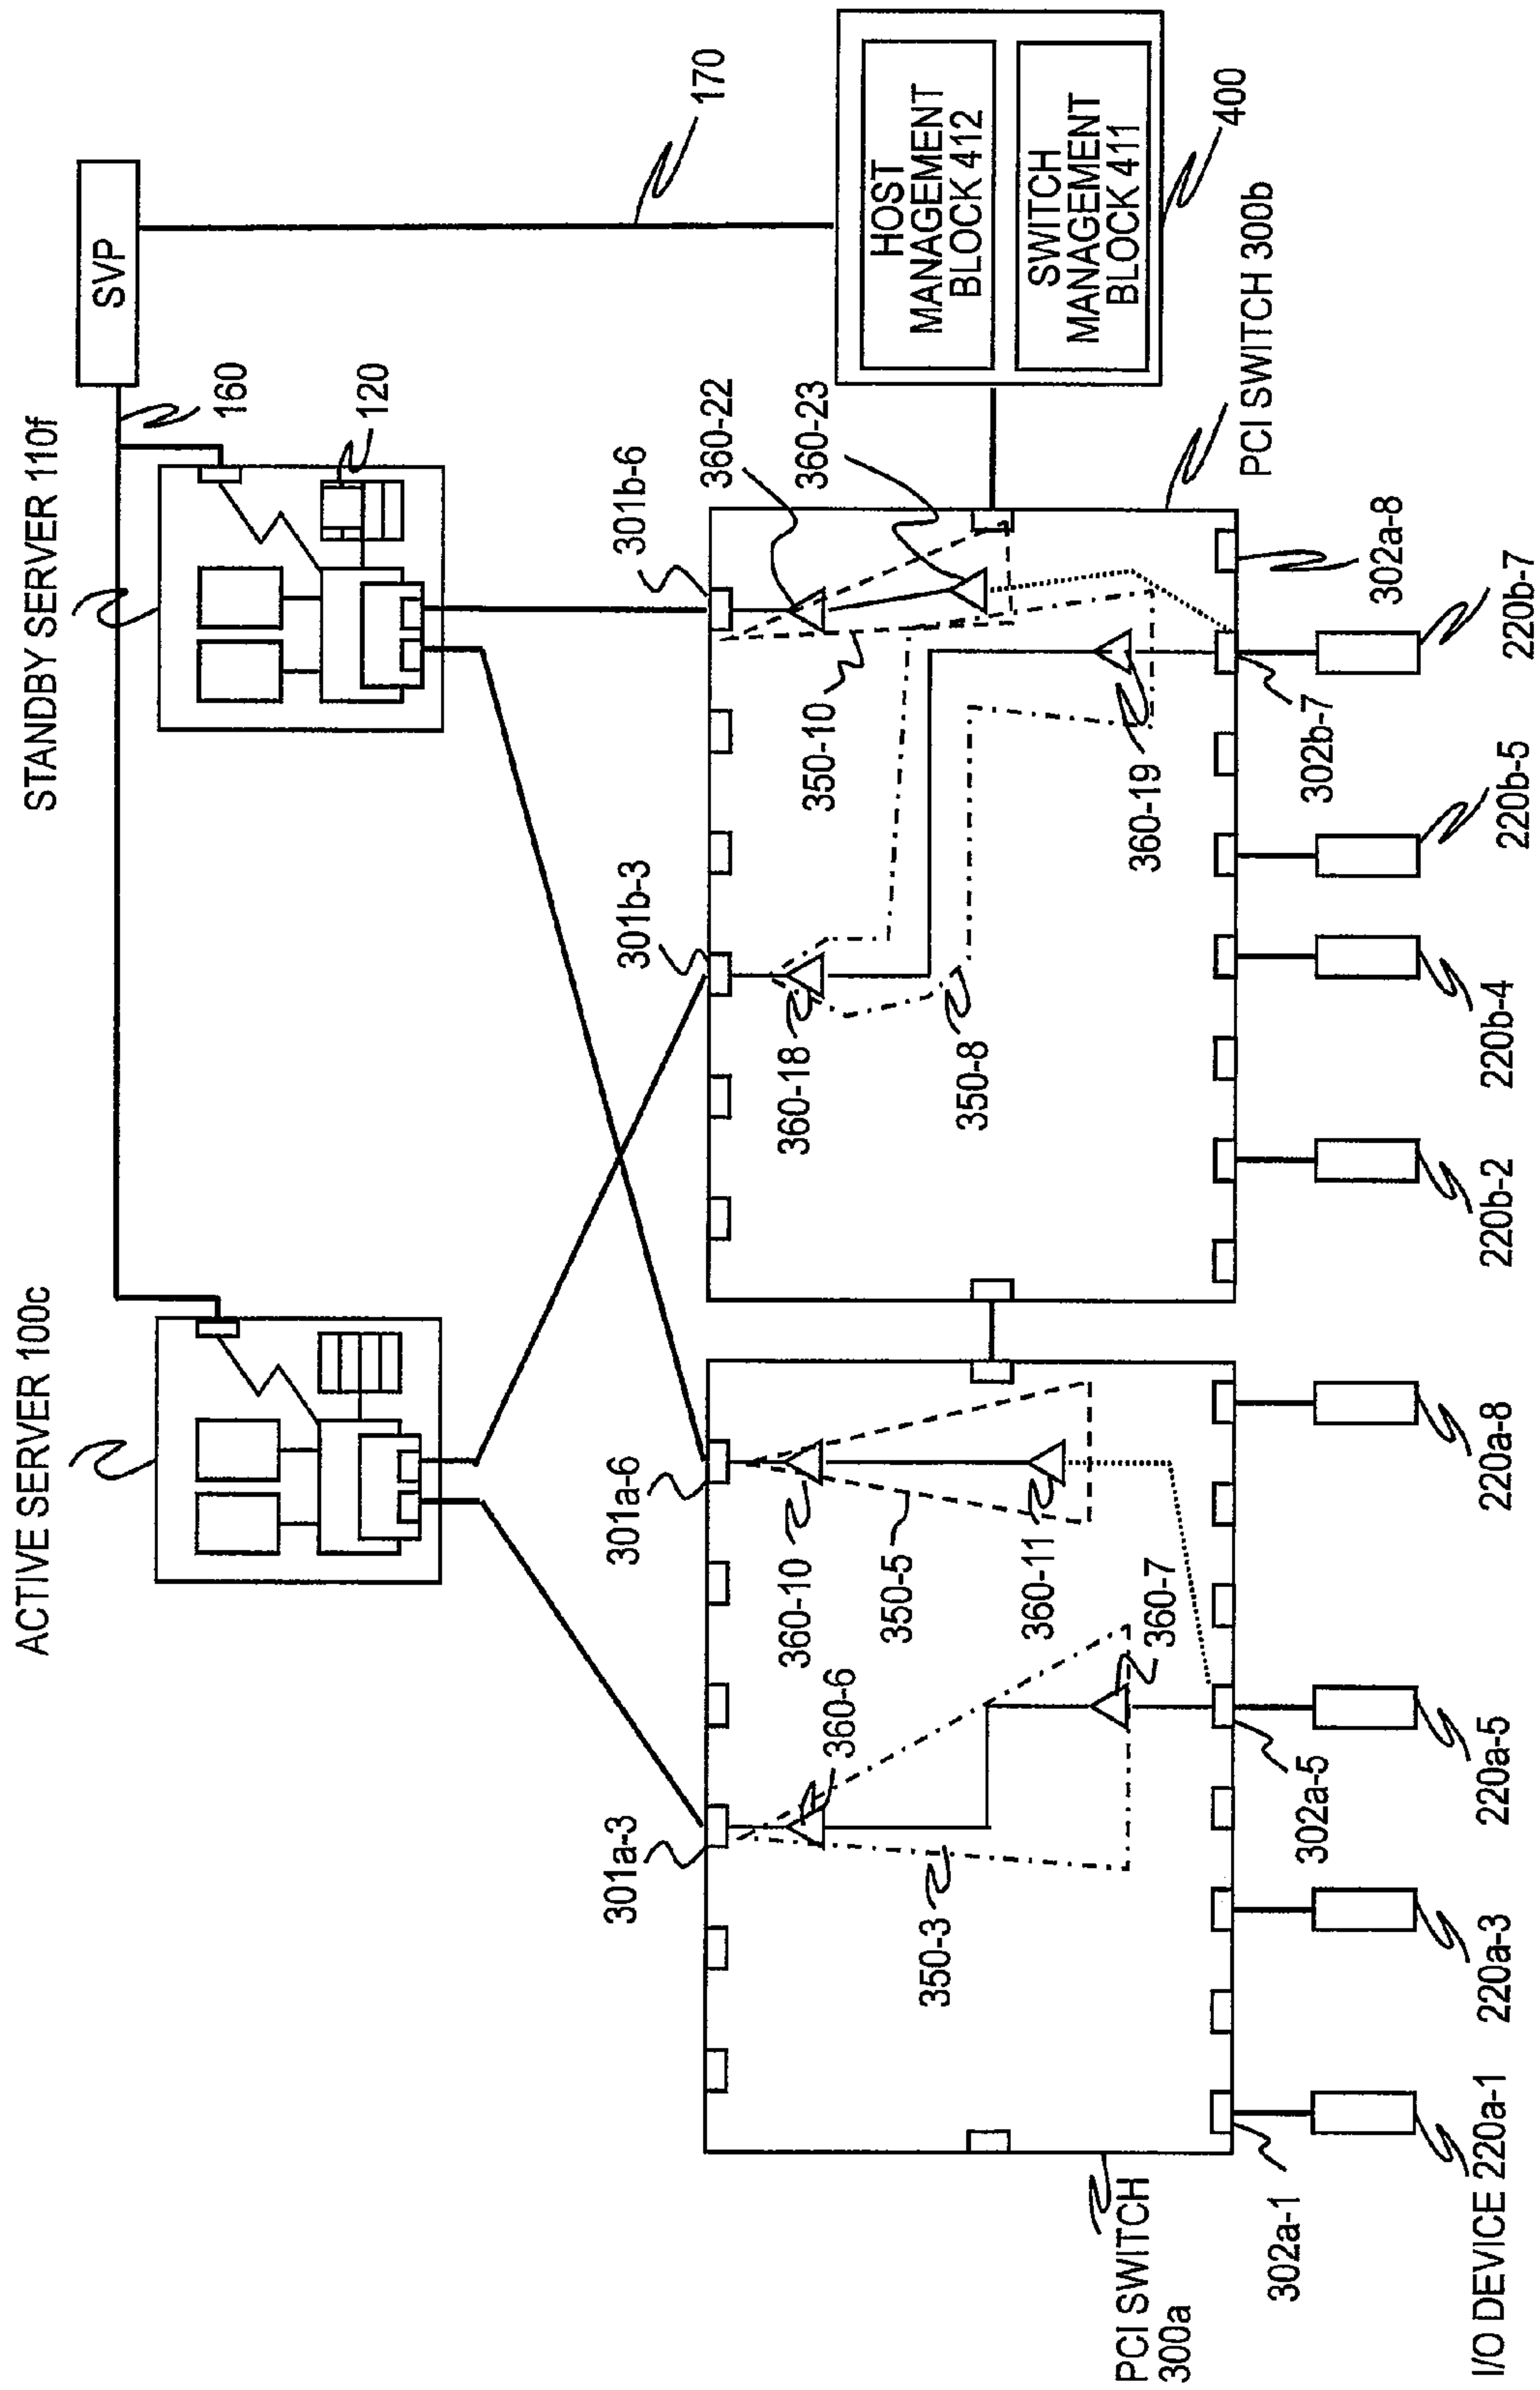 ACTIVE SERVER 100c
STANDBY SERVER 110f
SVP
160
120
170
HOST
MANAGEMENT
BLOCK 412
SWITCH
MANAGEMENT
BLOCK 411
400
301a-3
301a-6
301b-3
301b-6
360-22
360-23
360-6
360-10
350-5
360-11
360-7
350-3
360-18
350-8
350-10
360-19
PCI SWITCH
300a
PCI SWITCH 300b
302a-1
302a-5
302b-7
302a-8
I/O DEVICE 220a-1
220a-3
220a-5
220a-8
220b-2
220b-4
220b-5
220b-7